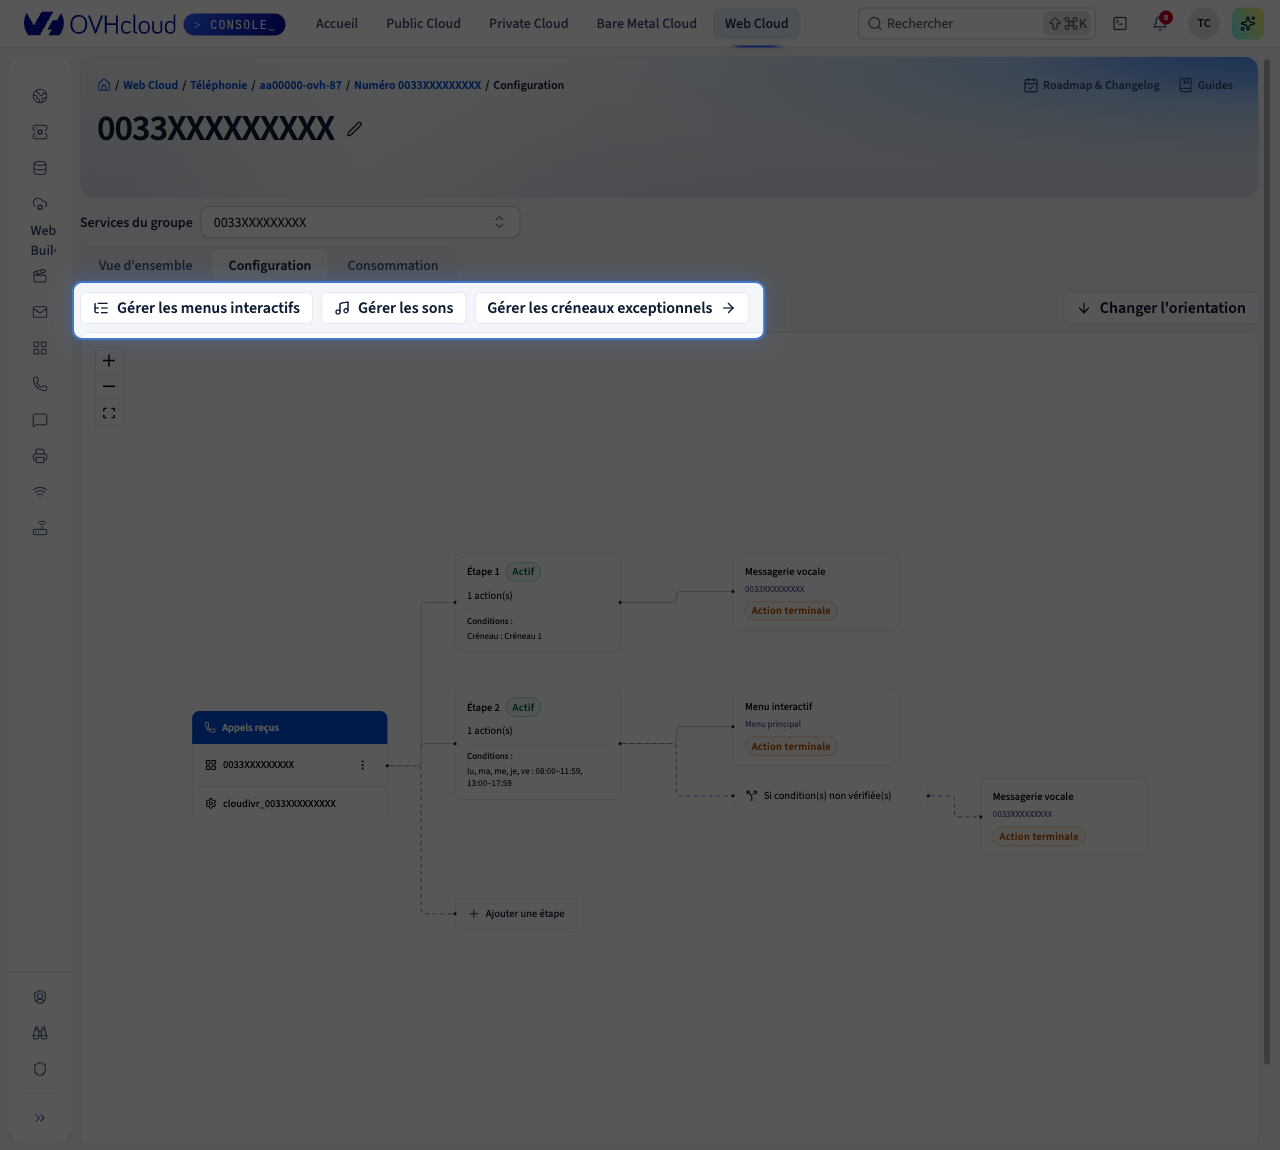 OVHcloud > CONSOLE_ Accueil Public Cloud Private Cloud Bare Metal Cloud Web Cloud Rechercher ⇧⌘K 8 TC
/ Web Cloud / Téléphonie / aa00000-ovh-87 / Numéro 0033XXXXXXXXX / Configuration Roadmap & Changelog Guides
0033XXXXXXXXX
Services du groupe 0033XXXXXXXXX
Web
Buil
Vue d'ensemble Configuration Consommation
Gérer les menus interactifs Gérer les sons Gérer les créneaux exceptionnels Changer l'orientation
Étape 1 Actif
1 action(s)
Conditions :
Créneau : Créneau 1
Messagerie vocale
0033XXXXXXXXX
Action terminale
Étape 2 Actif
1 action(s)
Conditions :
lu, ma, me, je, ve : 08:00–11:59,
13:00–17:59
Menu interactif
Menu principal
Action terminale
Appels reçus
0033XXXXXXXXX
cloudivr_0033XXXXXXXXX
Si condition(s) non vérifiée(s)
Messagerie vocale
0033XXXXXXXXX
Action terminale
Ajouter une étape